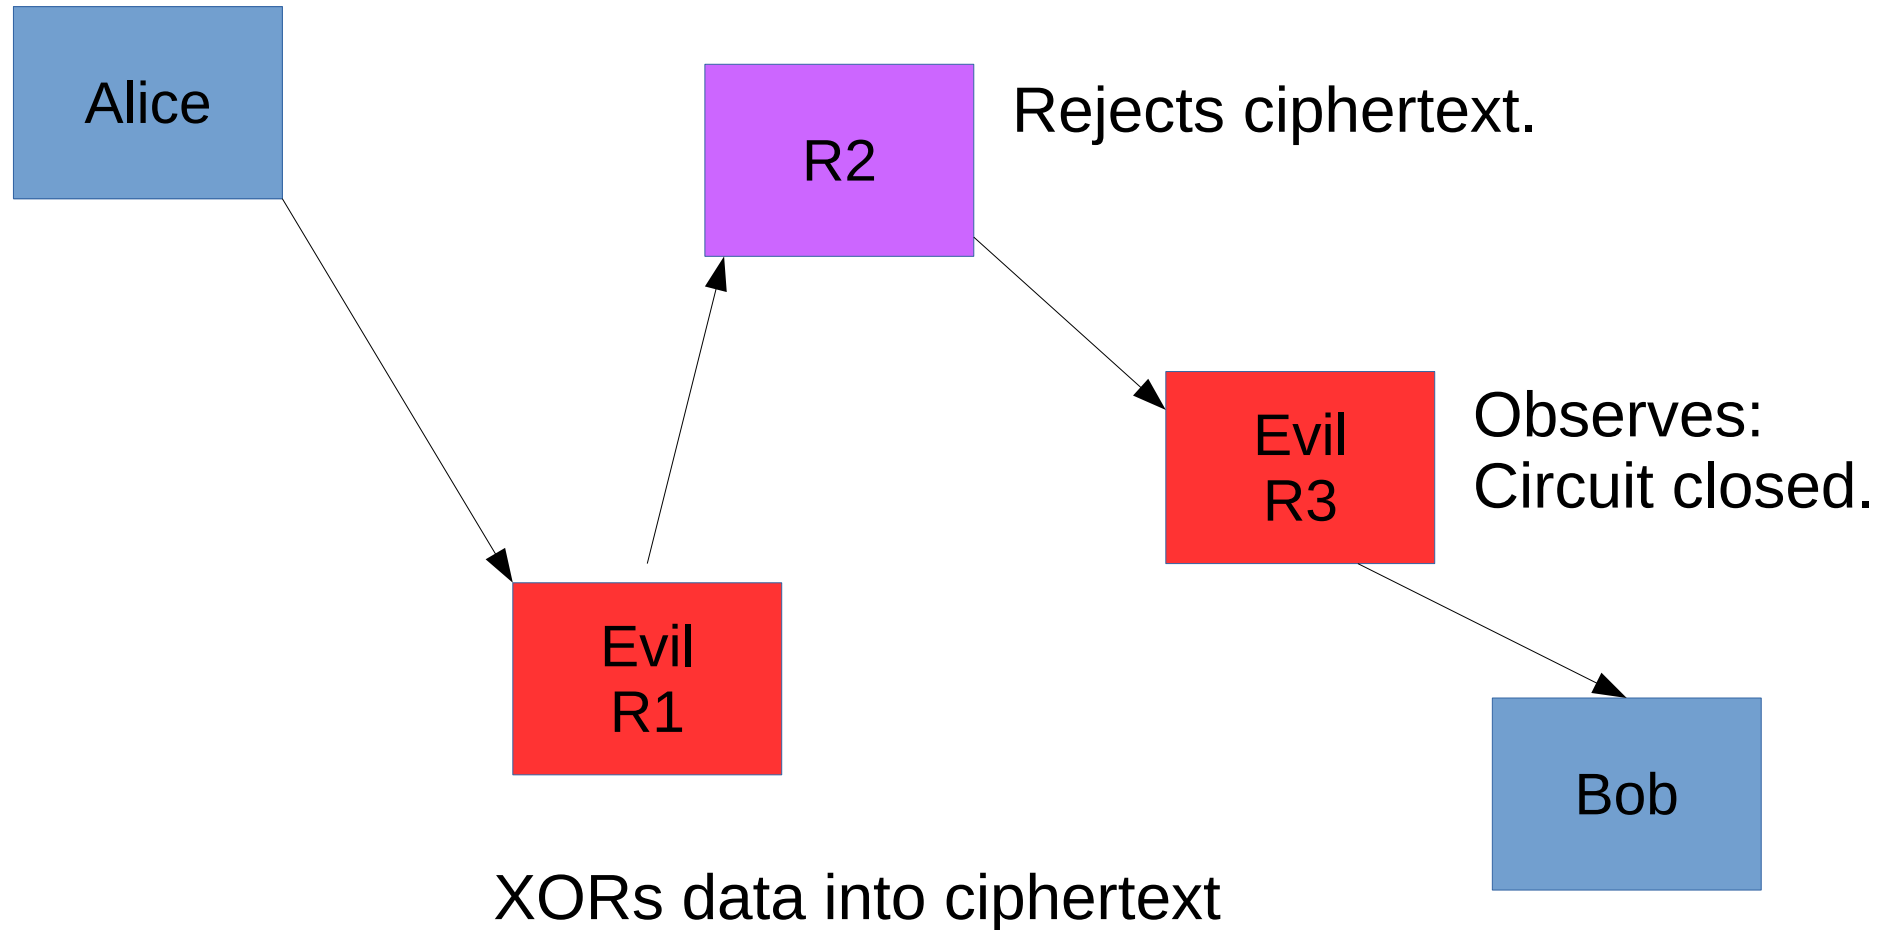 Alice
R2
Rejects ciphertext.
Evil
R3
Observes:
Circuit closed.
Evil
R1
Bob
XORs data into ciphertext